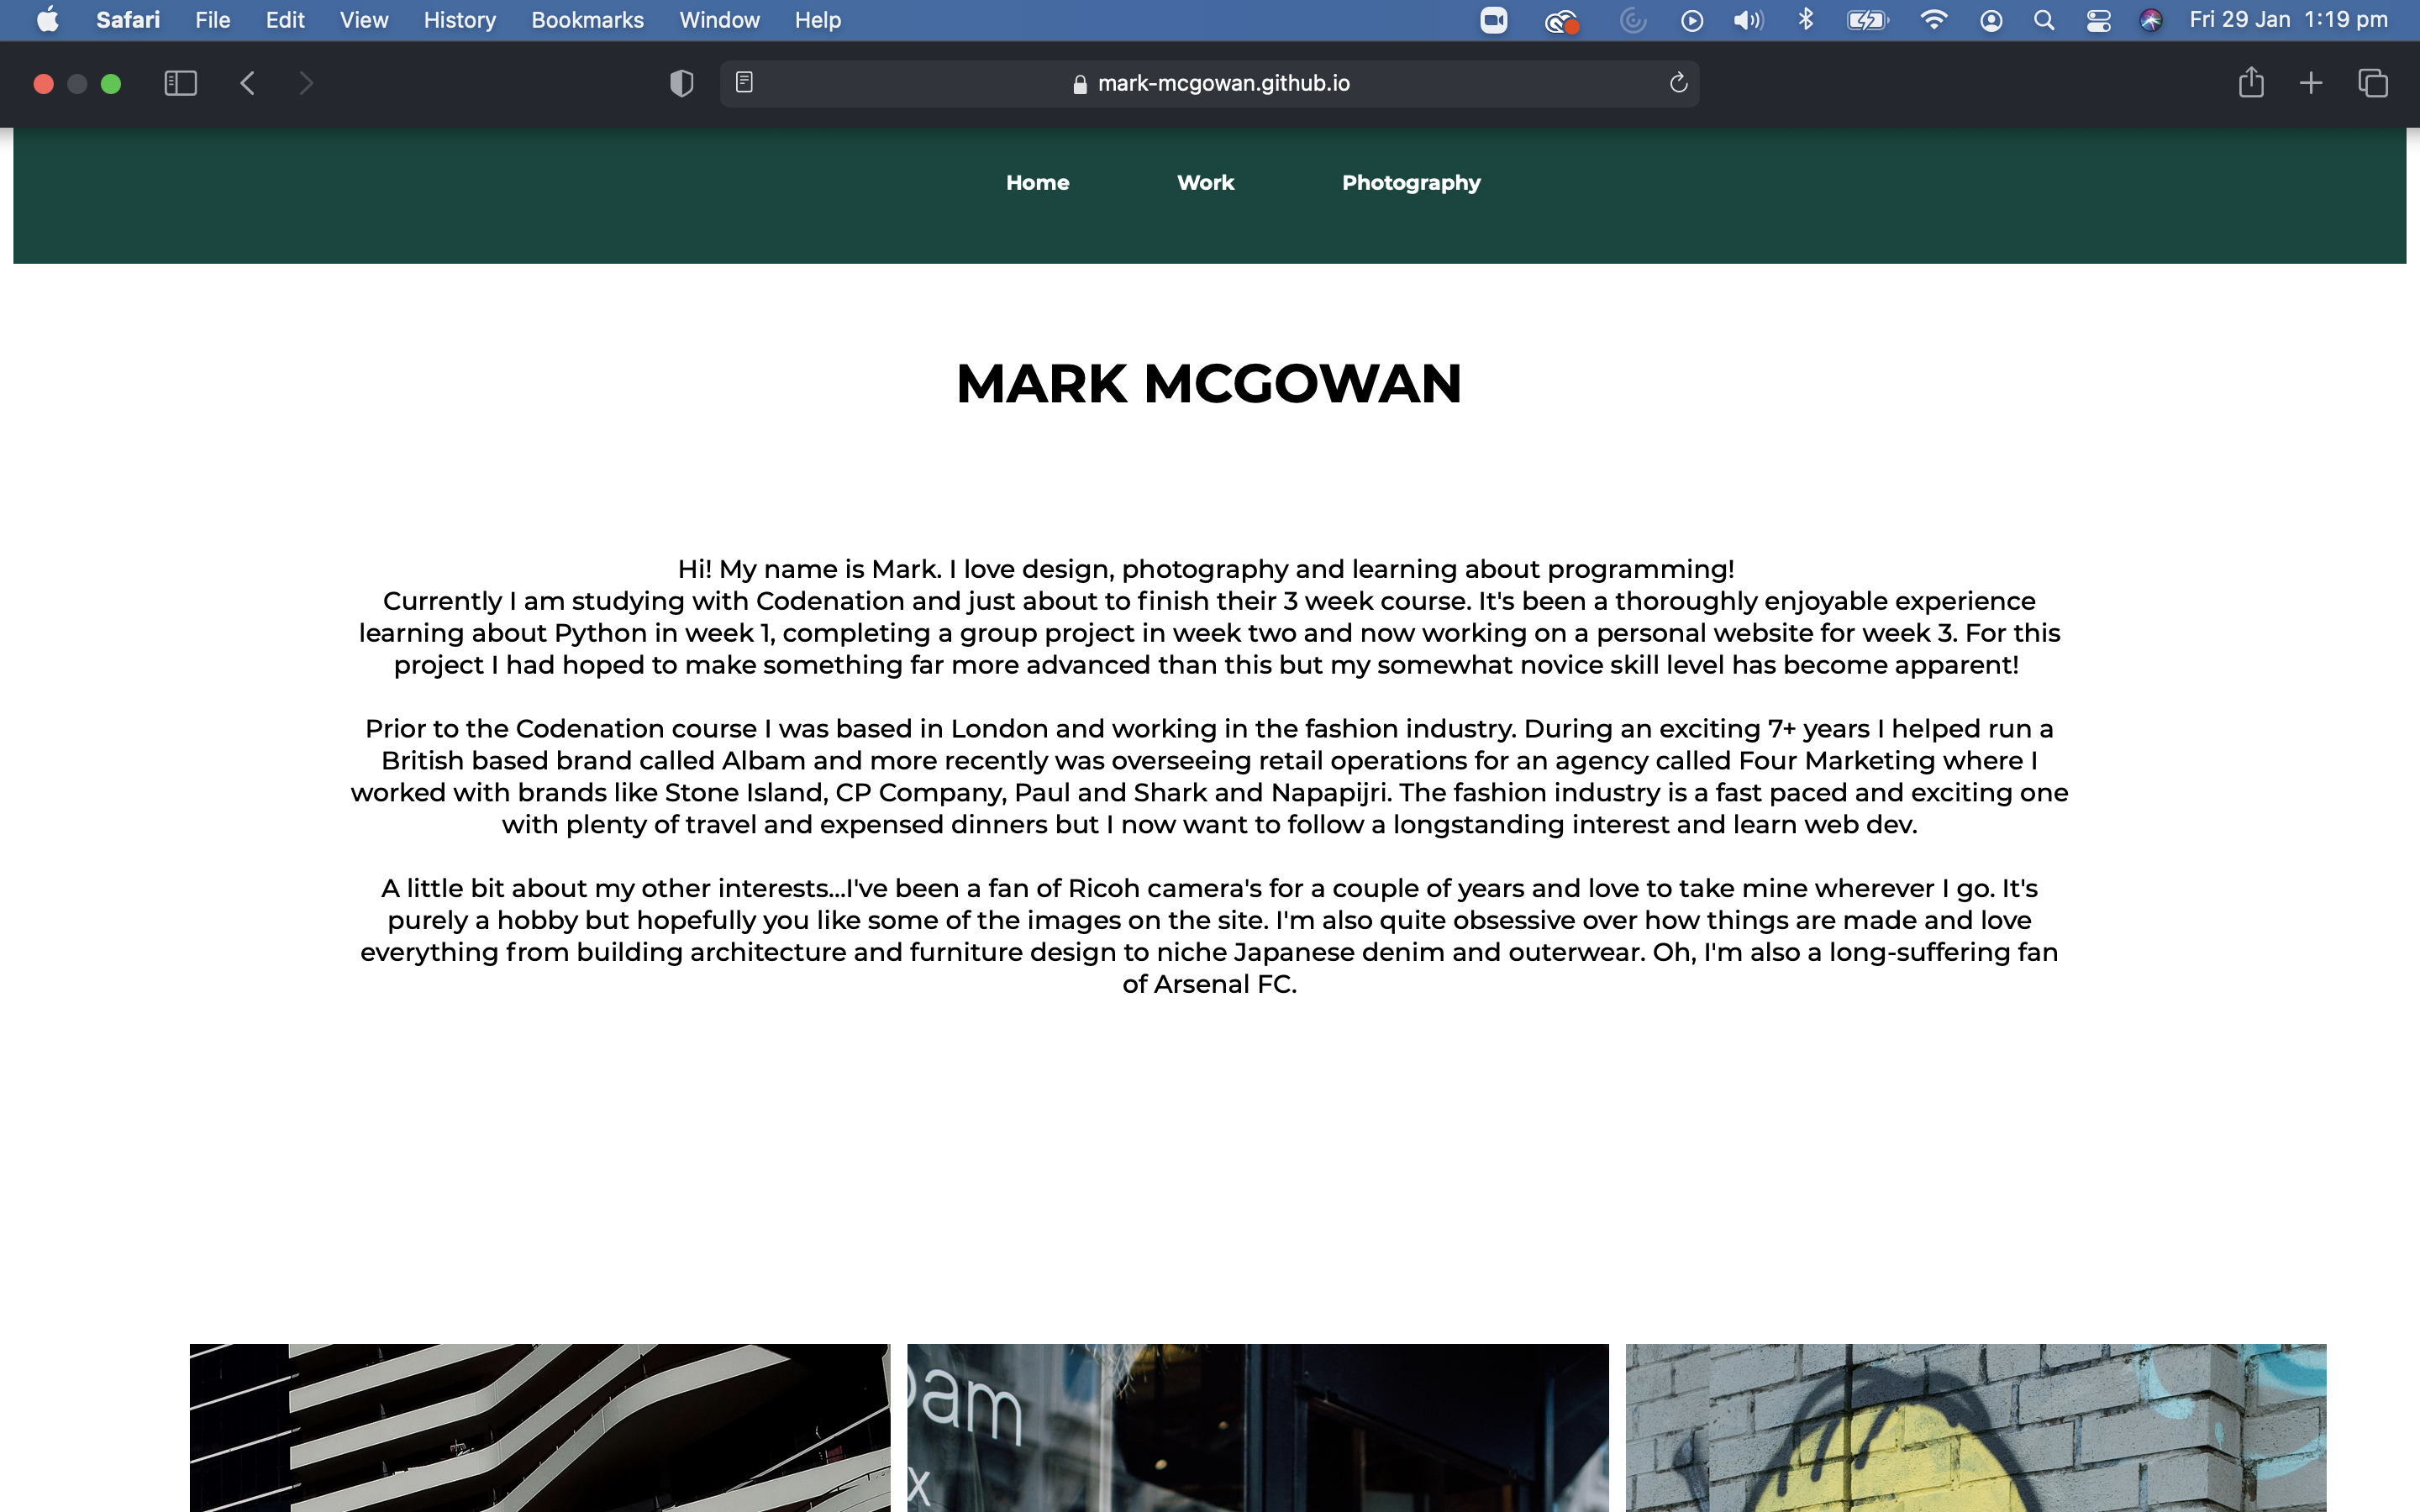 Safari File Edit View History Bookmarks Window Help Fri 29 Jan 1:19 pm
mark-mcgowan.github.io
Home Work Photography
MARK MCGOWAN
Hi! My name is Mark. I love design, photography and learning about programming!
Currently I am studying with Codenation and just about to finish their 3 week course. It's been a thoroughly enjoyable experience
learning about Python in week 1, completing a group project in week two and now working on a personal website for week 3. For this
project I had hoped to make something far more advanced than this but my somewhat novice skill level has become apparent!
Prior to the Codenation course I was based in London and working in the fashion industry. During an exciting 7+ years I helped run a
British based brand called Albam and more recently was overseeing retail operations for an agency called Four Marketing where I
worked with brands like Stone Island, CP Company, Paul and Shark and Napapijri. The fashion industry is a fast paced and exciting one
with plenty of travel and expensed dinners but I now want to follow a longstanding interest and learn web dev.
A little bit about my other interests...I've been a fan of Ricoh camera's for a couple of years and love to take mine wherever I go. It's
purely a hobby but hopefully you like some of the images on the site. I'm also quite obsessive over how things are made and love
everything from building architecture and furniture design to niche Japanese denim and outerwear. Oh, I'm also a long-suffering fan
of Arsenal FC.